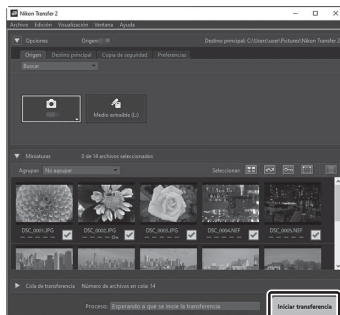 Nikon Transfer 2
Archivo Edición Visualización Ventana Ayuda
Opciones Origen: Destino principal: C:\Users\user\Pictures\Nikon Transfer 2
Origen Destino principal Copia de seguridad Preferencias
Buscar
Medio extraíble (L:)
Miniaturas 0 de 14 archivos seleccionados
Agrupar: No agrupar Seleccionar:
DSC_0001.JPG DSC_0002.JPG DSC_0003.JPG DSC_0004.NEF DSC_0005.NEF
Cola de transferencia Número de archivos en cola: 14
Proceso: Esperando a que se inicie la transferencia Iniciar transferencia